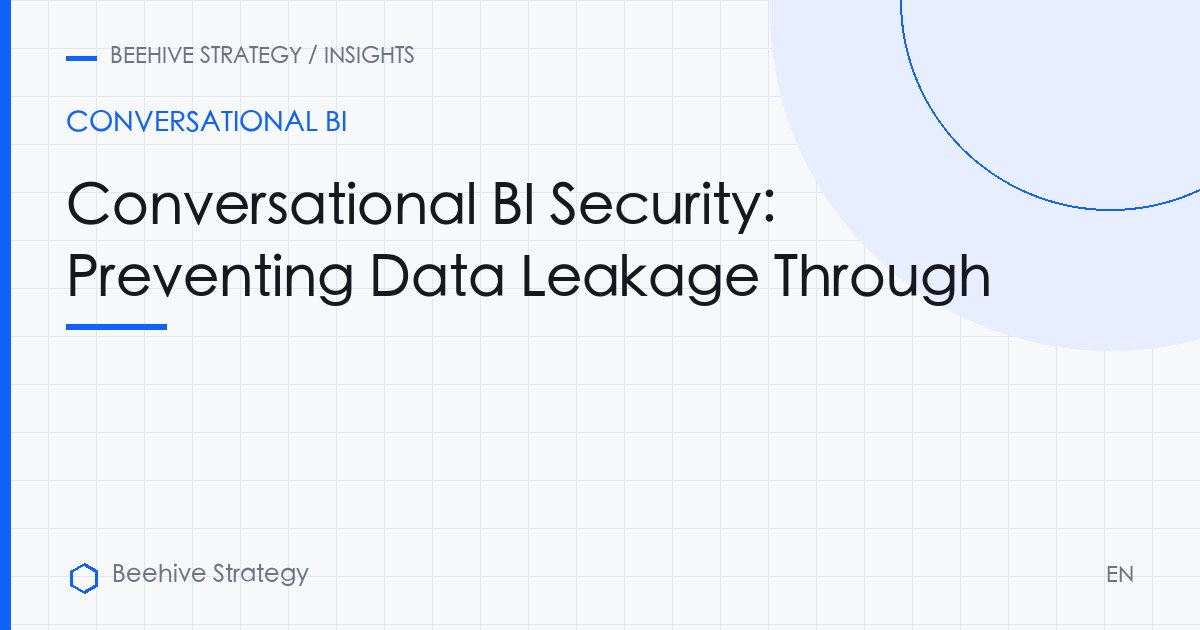 BEEHIVE STRATEGY / INSIGHTS
CONVERSATIONAL BI
Conversational BI Security:
Preventing Data Leakage Through
Beehive Strategy
EN